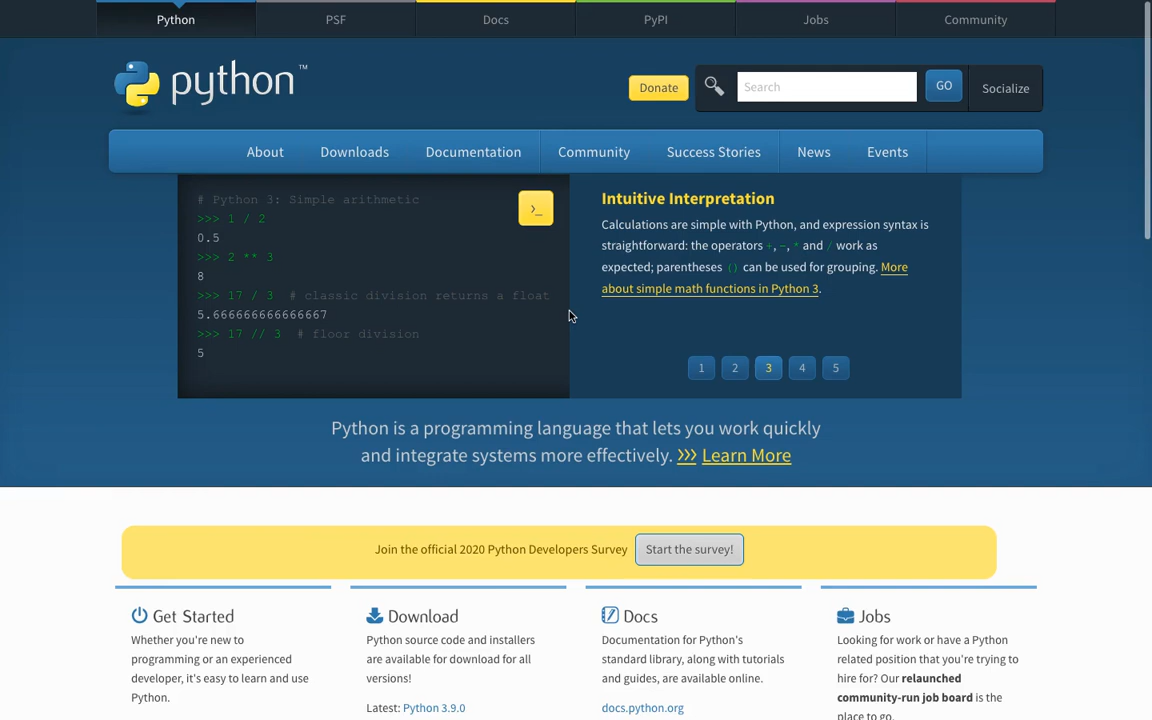 Python
PSF
Docs
PyPI
Jobs
Community
python™
Donate
Search
GO
Socialize
About
Downloads
Documentation
Community
Success Stories
News
Events
# Python 3: Simple arithmetic
>>> 1 / 2
0.5
>>> 2 ** 3
8
>>> 17 / 3  # classic division returns a float
5.666666666666667
>>> 17 // 3  # floor division
5
>_
Intuitive Interpretation
Calculations are simple with Python, and expression syntax is
straightforward: the operators +, -, * and / work as
expected; parentheses () can be used for grouping. More
about simple math functions in Python 3.
1
2
3
4
5
Python is a programming language that lets you work quickly
and integrate systems more effectively. >>> Learn More
Join the official 2020 Python Developers Survey
Start the survey!
Get Started
Whether you're new to
programming or an experienced
developer, it's easy to learn and use
Python.
Download
Python source code and installers
are available for download for all
versions!
Latest: Python 3.9.0
Docs
Documentation for Python's
standard library, along with tutorials
and guides, are available online.
docs.python.org
Jobs
Looking for work or have a Python
related position that you're trying to
hire for? Our relaunched
community-run job board is the
place to go.